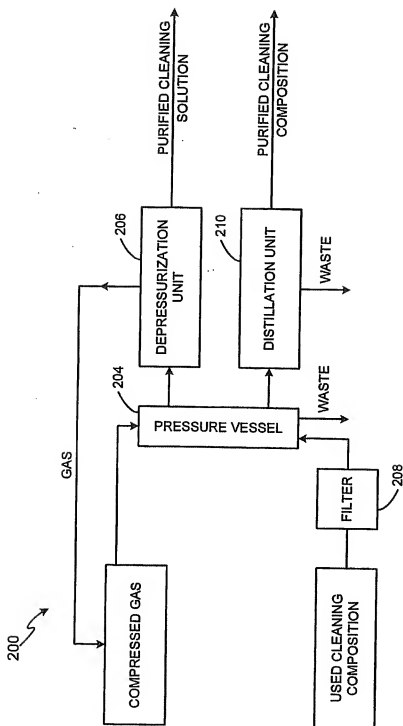 200
GAS
COMPRESSED GAS
204
PRESSURE VESSEL
WASTE
206
DEPRESSURIZATION
UNIT
PURIFIED CLEANING
SOLUTION
210
DISTILLATION UNIT
WASTE
PURIFIED CLEANING
COMPOSITION
USED CLEANING
COMPOSITION
FILTER
208